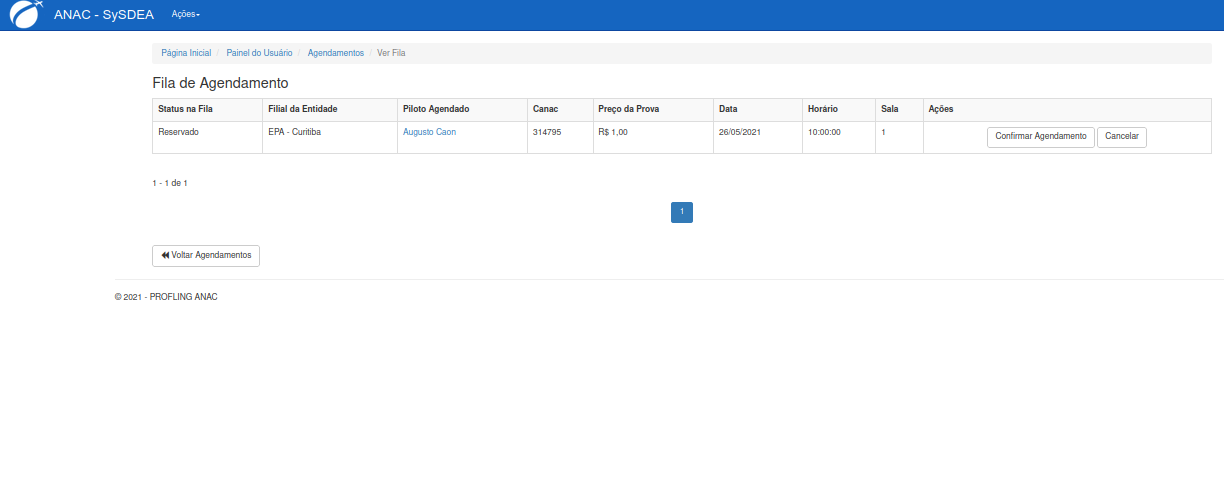 ANAC - SySDEA Ações
Página Inicial / Painel do Usuário / Agendamentos / Ver Fila
Fila de Agendamento
Status na Fila Filial da Entidade Piloto Agendado Canac Preço da Prova Data Horário Sala Ações
Reservado EPA - Curitiba Augusto Caon 314795 R$ 1,00 26/05/2021 10:00:00 1 Confirmar Agendamento Cancelar
1 - 1 de 1
1
Voltar Agendamentos
© 2021 - PROFLING ANAC